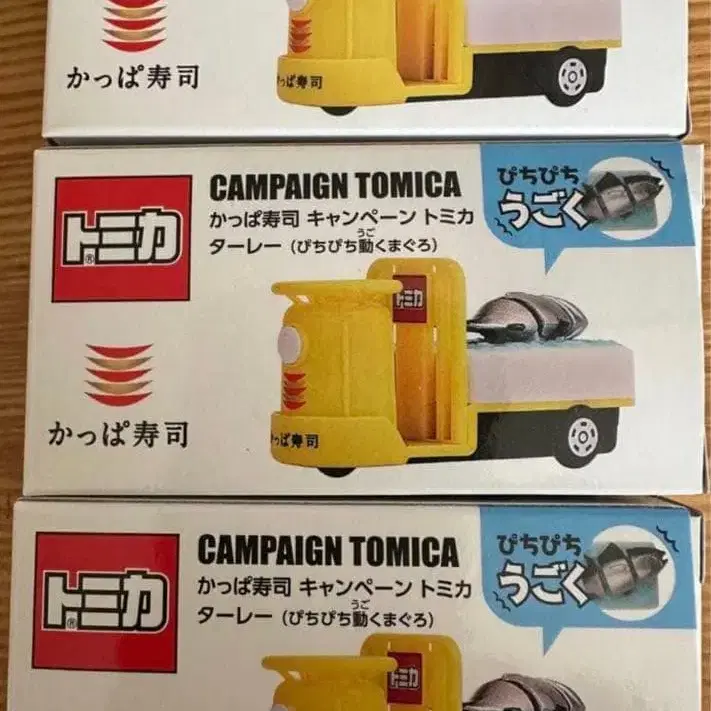 かっぱ寿司
っぱ寿司
トミカ
®
CAMPAIGN TOMICA
かっぱ寿司 キャンペーン トミカ
うご
ターレー (ぴちぴち動くまぐろ)
ぴちぴち
うごく
トミカ
かっぱ寿司
かっぱ寿司
トミカ
®
CAMPAIGN TOMICA
かっぱ寿司 キャンペーン トミカ
うご
ターレー (ぴちぴち動くまぐろ)
ぴちぴち
うごく
トミカ